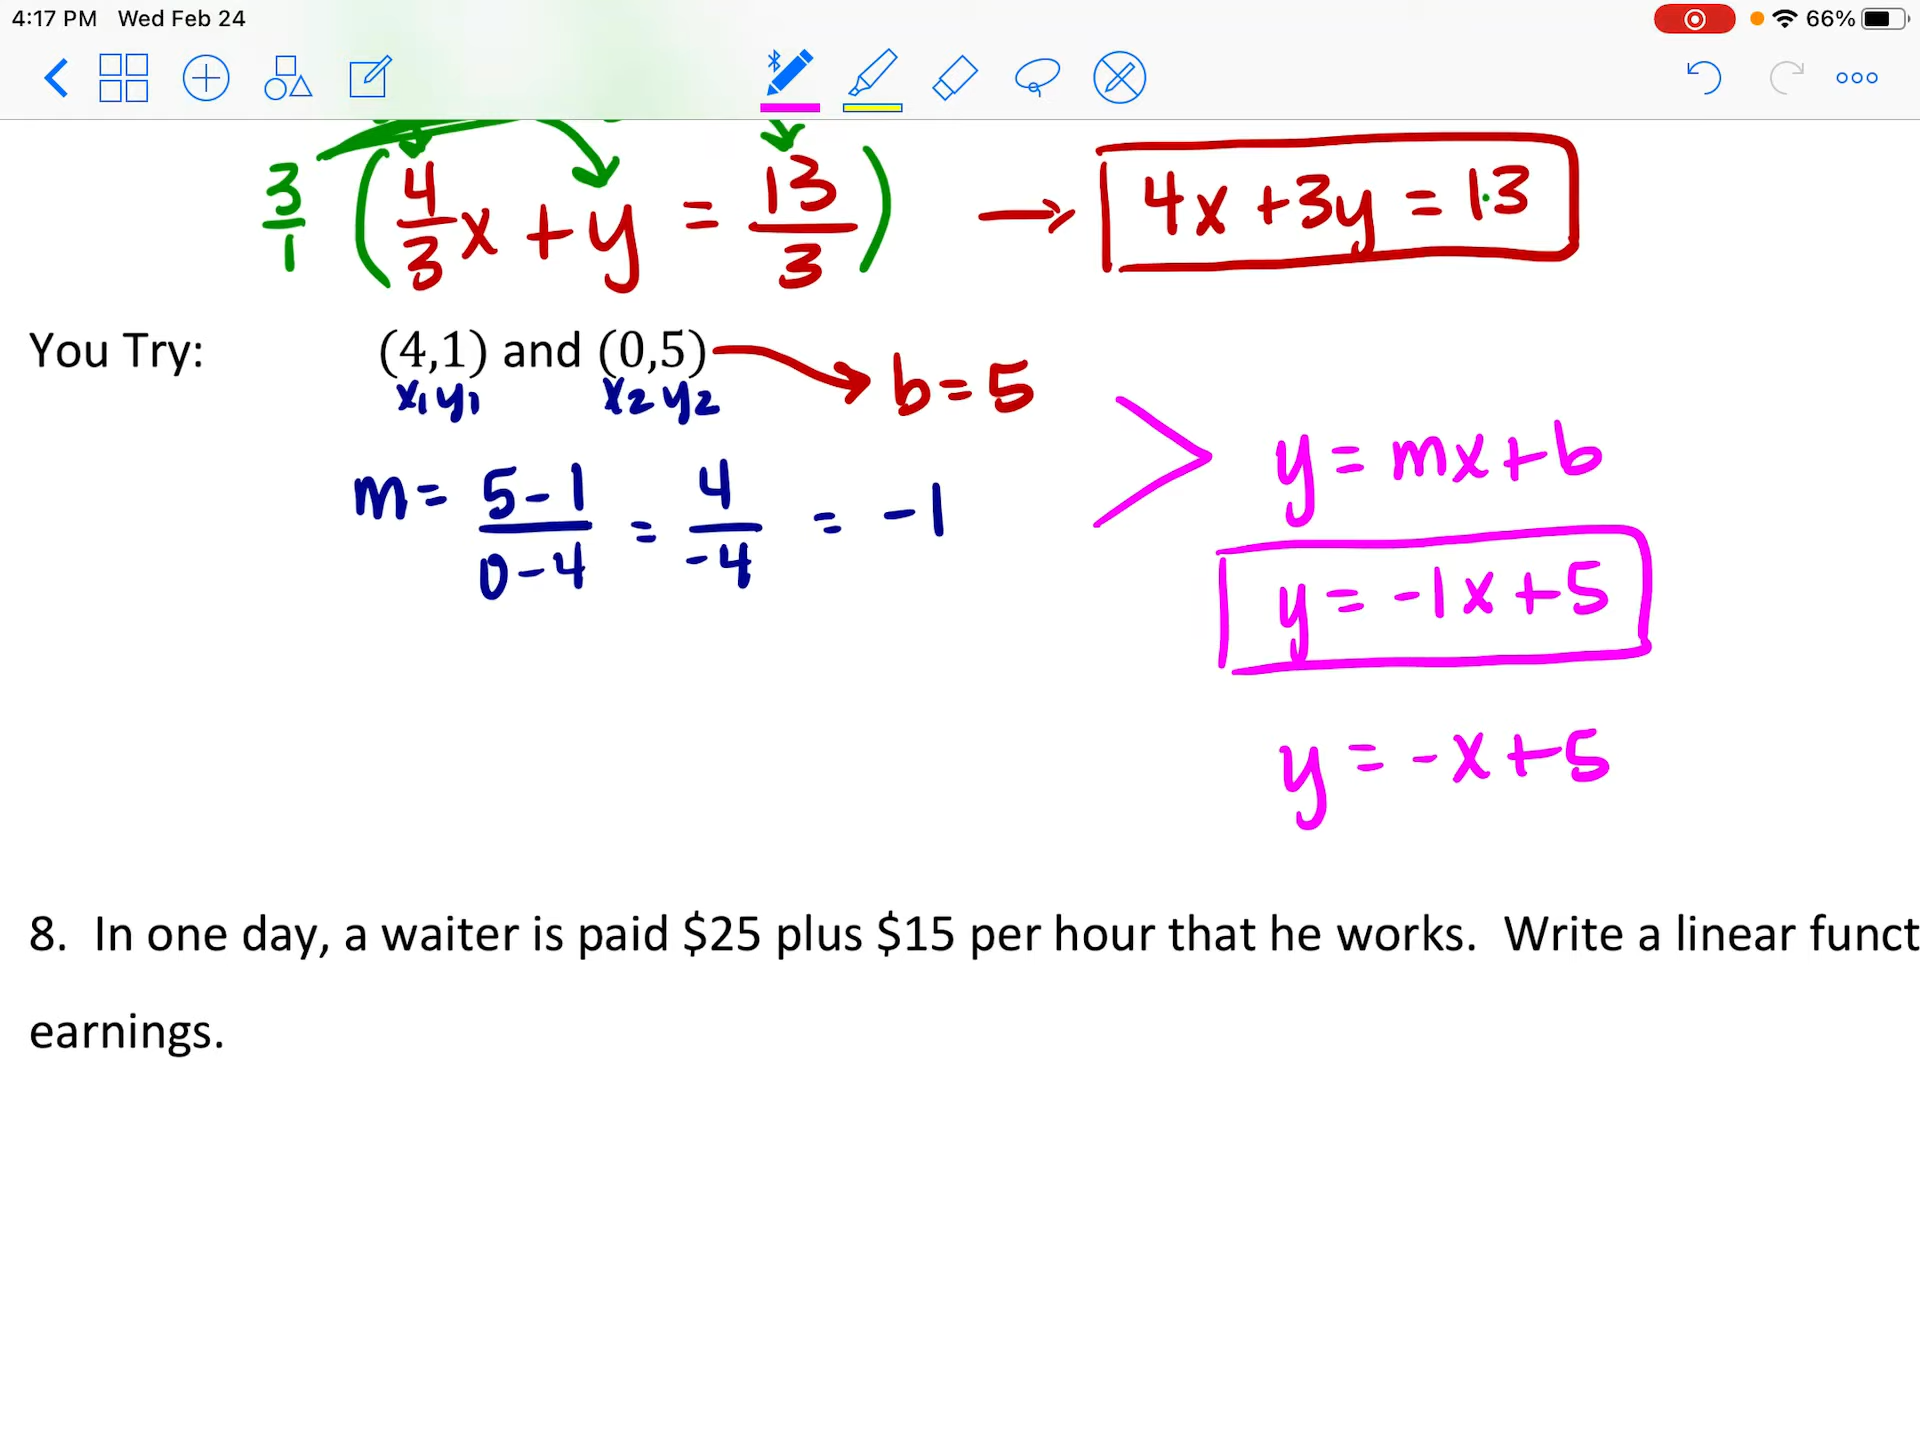 4:17 PM Wed Feb 24 66%
3/1 (4/3 x + y = 13/3) → 4x + 3y = 13
You Try: (4,1) and (0,5) → b = 5
x₁ y₁ x₂ y₂
y = mx + b
m = 5 - 1 / 0 - 4 = 4 / -4 = -1
y = -1x + 5
y = -x + 5
8. In one day, a waiter is paid $25 plus $15 per hour that he works. Write a linear funct
earnings.